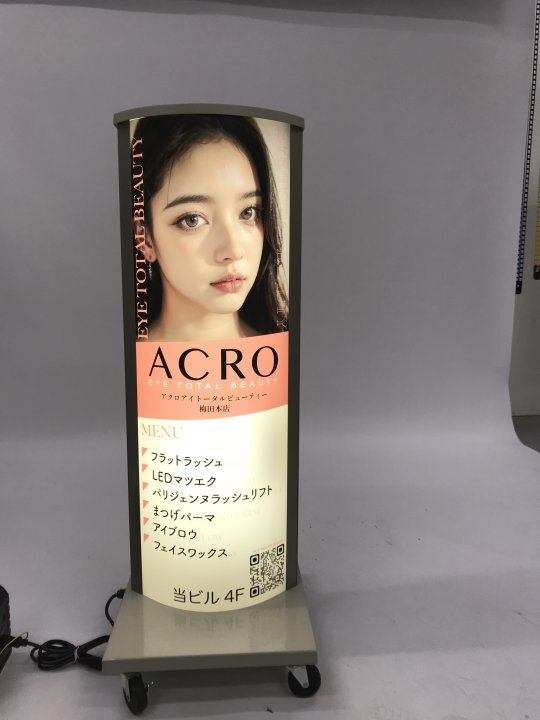 EYE TOTAL BEAUTY
ACRO
EYE TOTAL BEAUTY
アクロアイトータルビューティー
梅田本店
MENU
フラットラッシュ
LEDマツエク
パリジェンヌラッシュリフト
まつげパーマ
アイブロウ
フェイスワックス
当ビル 4F